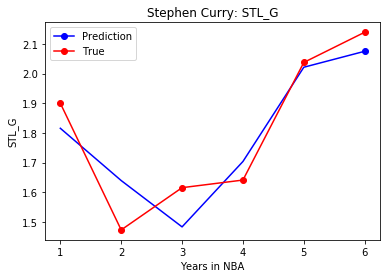 Stephen Curry: STL_G
Prediction
True
STL_G
2.1
2.0
1.9
1.8
1.7
1.6
1.5
1 2 3 4 5 6
Years in NBA